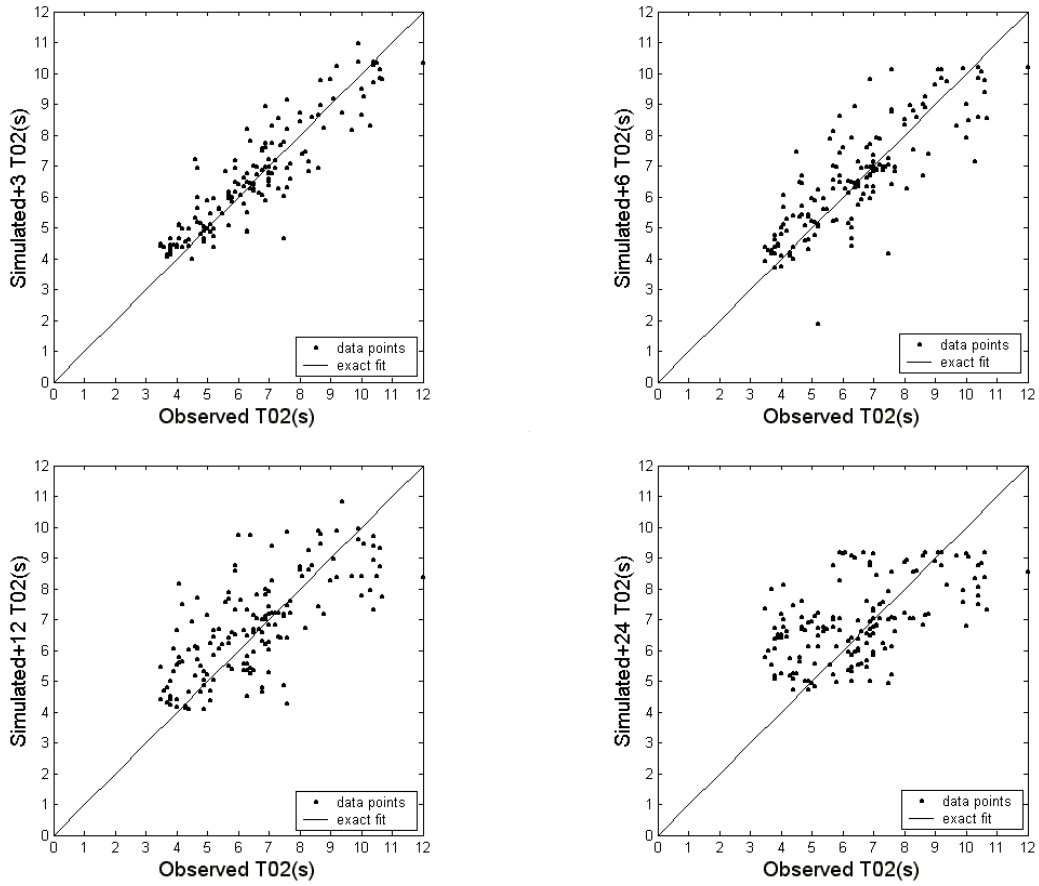 12
11
10
9
8
7
6
5
4
3
2
1
0
Simulated+3 T02(s)
data points
exact fit
0 1 2 3 4 5 6 7 8 9 10 11 12
Observed T02(s)
12
11
10
9
8
7
6
5
4
3
2
1
0
Simulated+6 T02(s)
data points
exact fit
0 1 2 3 4 5 6 7 8 9 10 11 12
Observed T02(s)
12
11
10
9
8
7
6
5
4
3
2
1
0
Simulated+12 T02(s)
data points
exact fit
0 1 2 3 4 5 6 7 8 9 10 11 12
Observed T02(s)
12
11
10
9
8
7
6
5
4
3
2
1
0
Simulated+24 T02(s)
data points
exact fit
0 1 2 3 4 5 6 7 8 9 10 11 12
Observed T02(s)